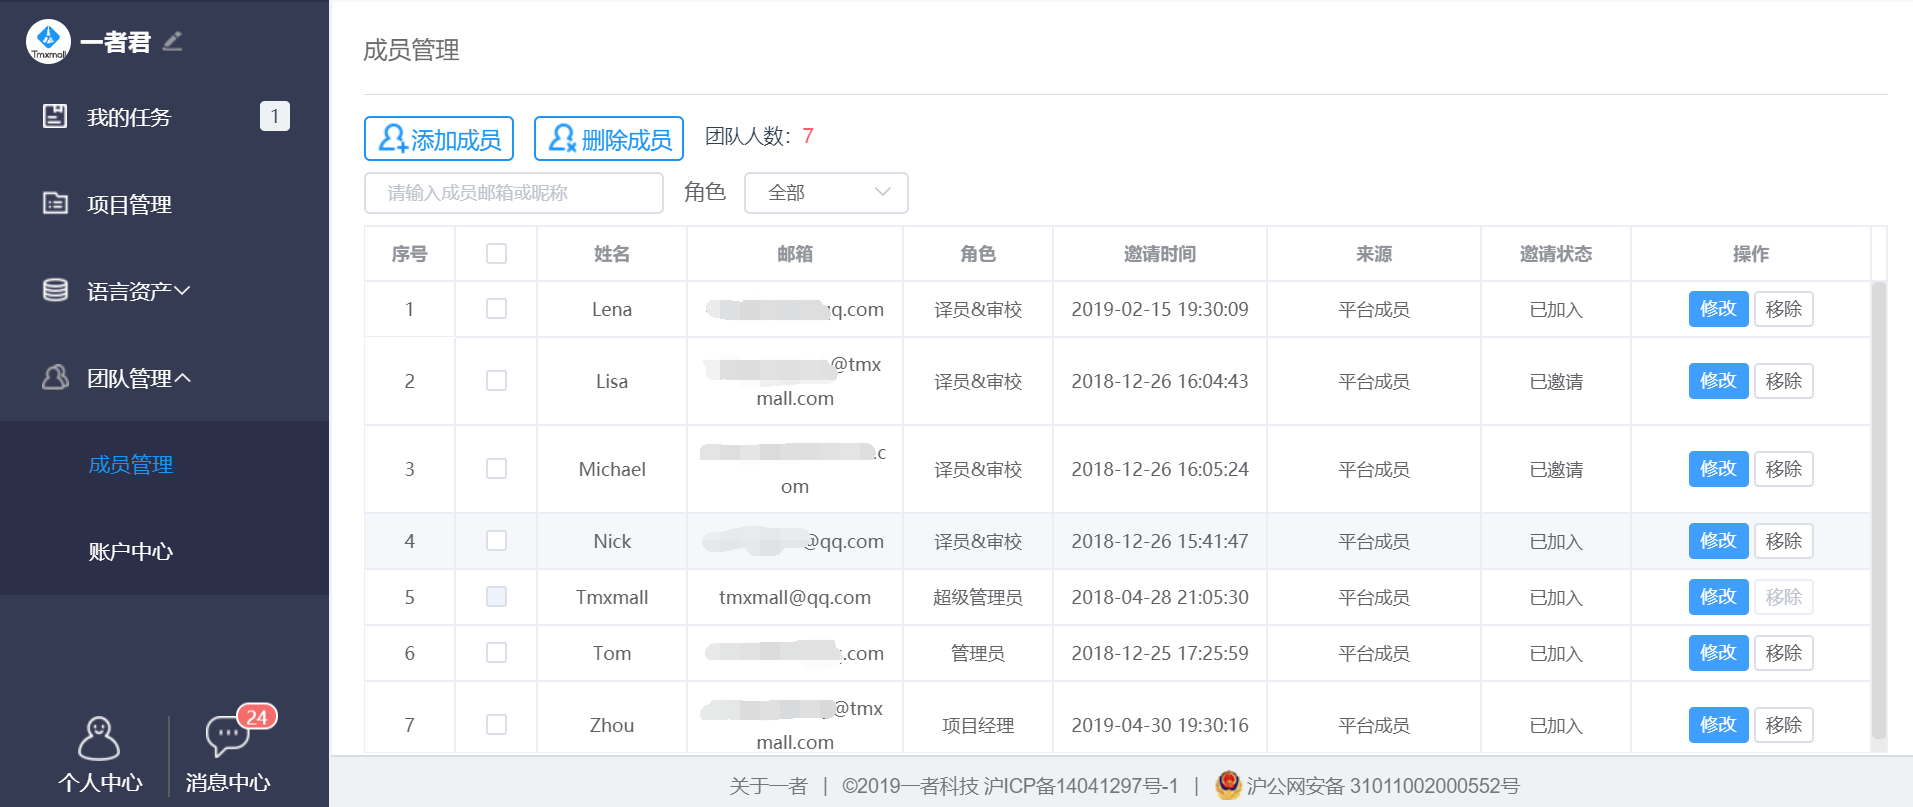 Tmxmall
一者君
我的任务 1
项目管理
语言资产
团队管理
成员管理
账户中心
个人中心
消息中心 24
成员管理
添加成员 删除成员 团队人数：7
请输入成员邮箱或昵称 角色 全部
序号 姓名 邮箱 角色 邀请时间 来源 邀请状态 操作
1 Lena qq.com 译员&审校 2019-02-15 19:30:09 平台成员 已加入 修改 移除
2 Lisa @tmx
mall.com 译员&审校 2018-12-26 16:04:43 平台成员 已邀请 修改 移除
3 Michael .c
om 译员&审校 2018-12-26 16:05:24 平台成员 已邀请 修改 移除
4 Nick @qq.com 译员&审校 2018-12-26 15:41:47 平台成员 已加入 修改 移除
5 Tmxmall tmxmall@qq.com 超级管理员 2018-04-28 21:05:30 平台成员 已加入 修改 移除
6 Tom .com 管理员 2018-12-25 17:25:59 平台成员 已加入 修改 移除
7 Zhou @tmx
mall.com 项目经理 2019-04-30 19:30:16 平台成员 已加入 修改 移除
关于一者 | ©2019一者科技 沪ICP备14041297号-1 | 沪公网安备 31011002000552号